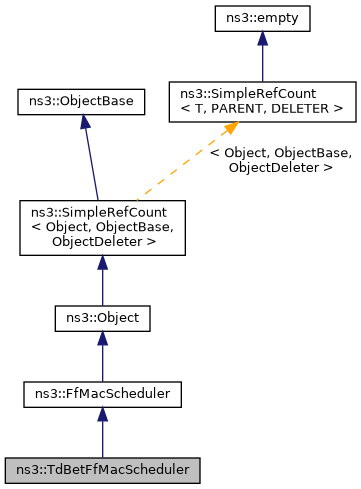 ns3::empty
ns3::SimpleRefCount
< T, PARENT, DELETER >
ns3::ObjectBase
< Object, ObjectBase,
ObjectDeleter >
ns3::SimpleRefCount
< Object, ObjectBase,
ObjectDeleter >
ns3::Object
ns3::FfMacScheduler
ns3::TdBetFfMacScheduler